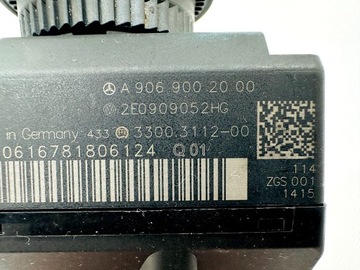 A 906 900 20 00
2E0909052HG
in Germany 433 3300.3112-00
0616781806124 Q01
114
ZGS 001
1415